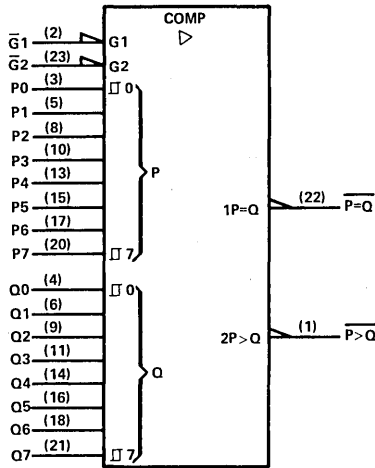 COMP
▷
G̅1 (2) G1
G̅2 (23) G2
P0 (3) 0
P1 (5)
P2 (8)
P3 (10)
P
P4 (13)
P5 (15)
P6 (17)
P7 (20) 7
1P=Q (22) P=Q
Q0 (4) 0
Q1 (6)
Q2 (9)
2P>Q (1) P>Q
Q3 (11)
Q
Q4 (14)
Q5 (16)
Q6 (18)
Q7 (21) 7